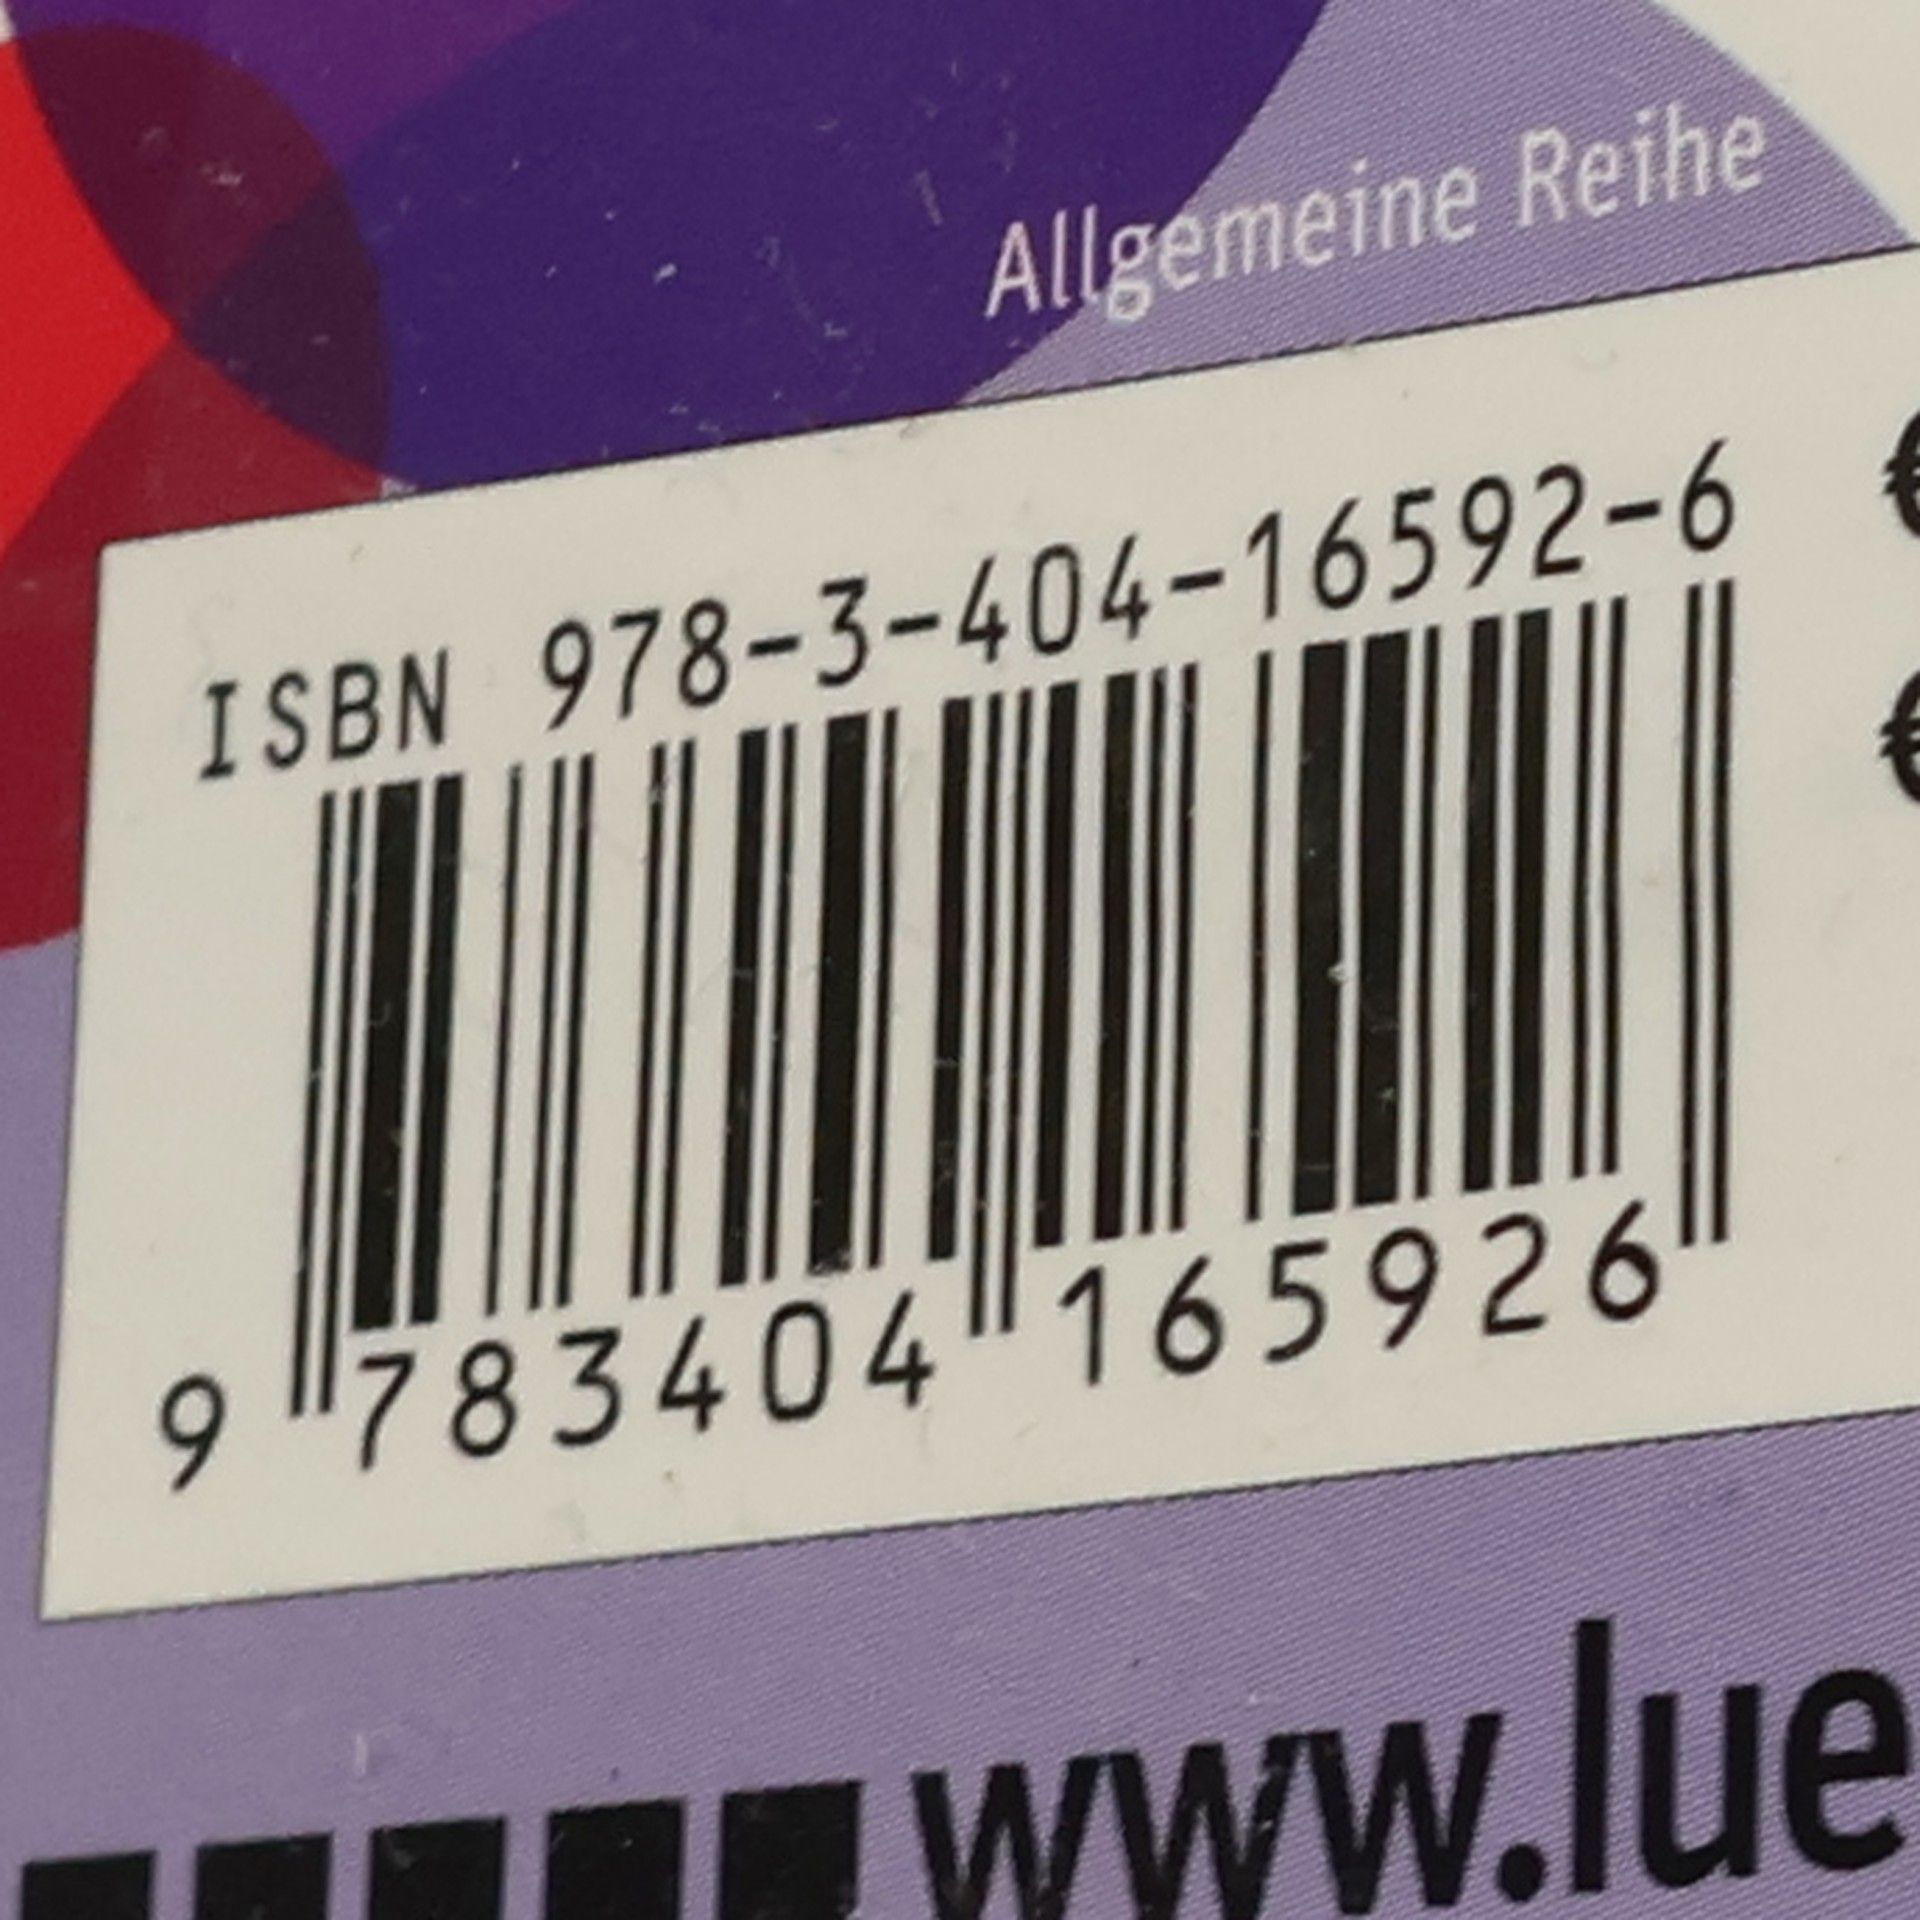 Allgemeine Reihe
ISBN 978-3-404-16592-6
€
€
9 783404 165926
www.lue